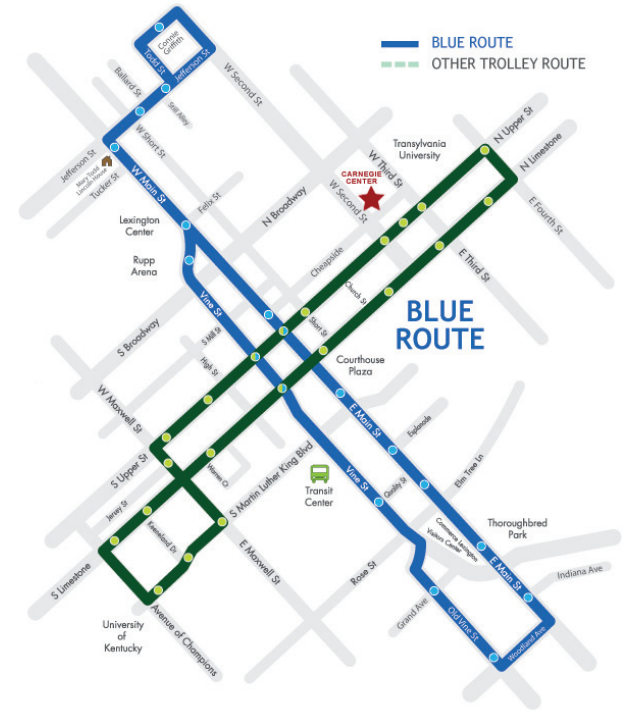 BLUE ROUTE
OTHER TROLLEY ROUTE
Connie
Griffith
Todd St
Jefferson St
Ballard St
Still Alley
W Second St
W Short St
Jefferson St
Mary Todd
Lincoln House
Tucker St
W Main St
Felix St
N Broadway
Lexington
Center
Rupp
Arena
Transylvania
University
N Upper St
N Limestone
W Third St
CARNEGIE
CENTER
W Second St
E Fourth St
E Third St
Cheapside
Church St
Short St
Vine St
S Mill St
High St
S Broadway
BLUE
ROUTE
Courthouse
Plaza
W Maxwell St
S Upper St
E Main St
Esplanade
Elm Tree Ln
Warren Ct
S Martin Luther King Blvd
Transit
Center
Vine St
Quality St
Commerce Lexington
Visitors Center
Thoroughbred
Park
Jersey St
Keeneland Dr
E Maxwell St
S Limestone
Rose St
E Main St
Indiana Ave
Grand Ave
Old Vine St
Woodland Ave
University
of
Kentucky
Avenue of Champions